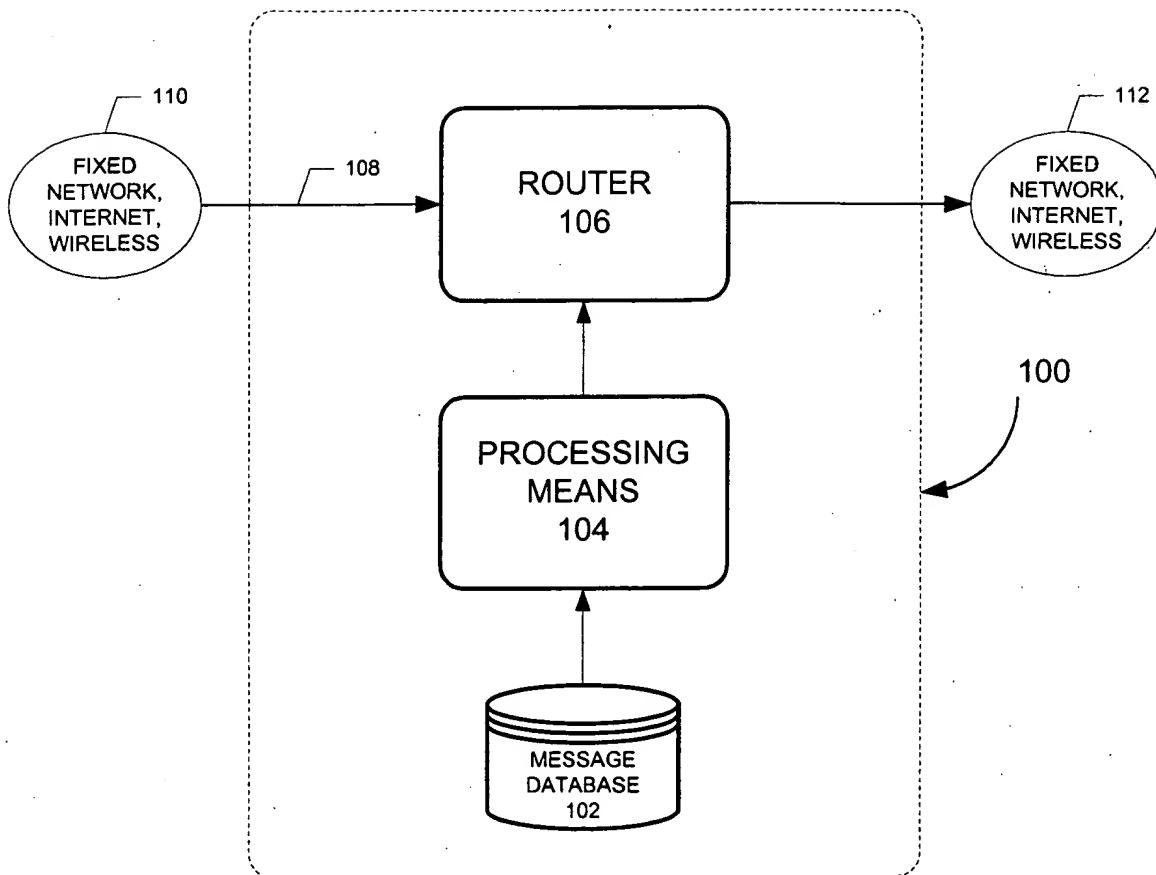 110
FIXED
NETWORK,
INTERNET,
WIRELESS
108
ROUTER
106
112
FIXED
NETWORK,
INTERNET,
WIRELESS
100
PROCESSING
MEANS
104
MESSAGE
DATABASE
102